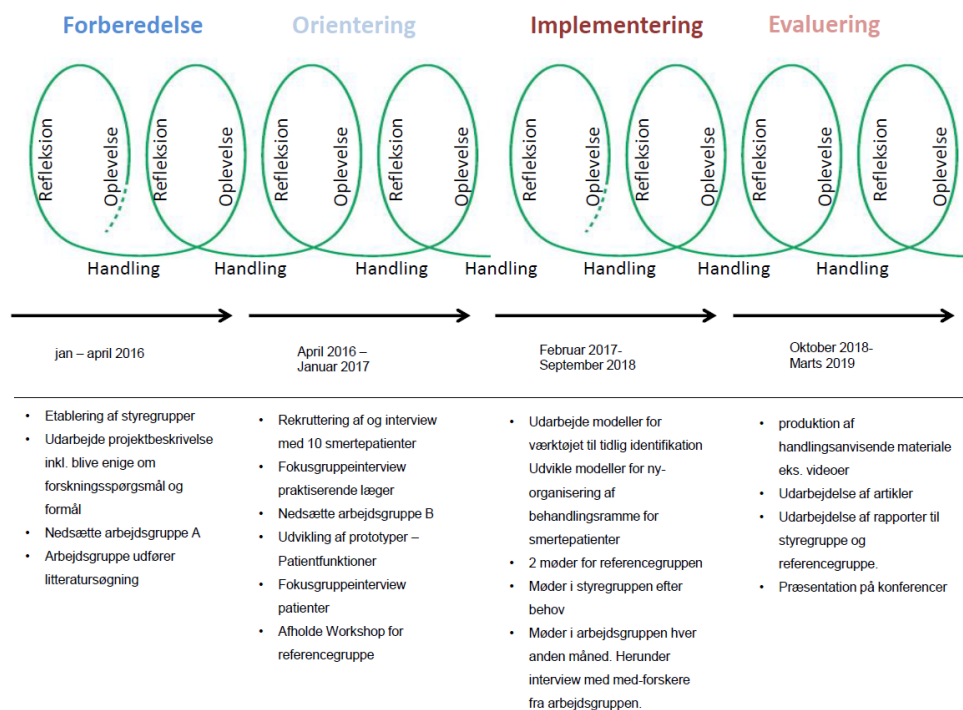 Forberedelse
Orientering
Implementering
Evaluering
Refleksion
Oplevelse
Refleksion
Oplevelse
Refleksion
Oplevelse
Refleksion
Oplevelse
Refleksion
Oplevelse
Refleksion
Oplevelse
Refleksion
Oplevelse
Refleksion
Oplevelse
Handling
Handling
Handling
Handling
Handling
Handling
Handling
jan – april 2016
April 2016 –
Januar 2017
Februar 2017-
September 2018
Oktober 2018-
Marts 2019
• Etablering af styregrupper
• Udarbejde projektbeskrivelse
inkl. blive enige om
forskningsspørgsmål og
formål
• Nedsætte arbejdsgruppe A
• Arbejdsgruppe udfører
litteratursøgning
• Rekruttering af og interview
med 10 smertepatienter
• Fokusgruppeinterview
praktiserende læger
• Nedsætte arbejdsgruppe B
• Udvikling af prototyper –
Patientfunktioner
• Fokusgruppeinterview
patienter
• Afholde Workshop for
referencegruppe
• Udarbejde modeller for
værktøjet til tidlig identifikation
Udvikle modeller for ny-
organisering af
behandlingsramme for
smertepatienter
• 2 møder for referencegruppen
• Møder i styregruppen efter
behov
• Møder i arbejdsgruppen hver
anden måned. Herunder
interview med med-forskere
fra arbejdsgruppen.
• produktion af
handlingsanvisende materiale
eks. videoer
• Udarbejdelse af artikler
• Udarbejdelse af rapporter til
styregruppe og
referencegruppe.
• Præsentation på konferencer